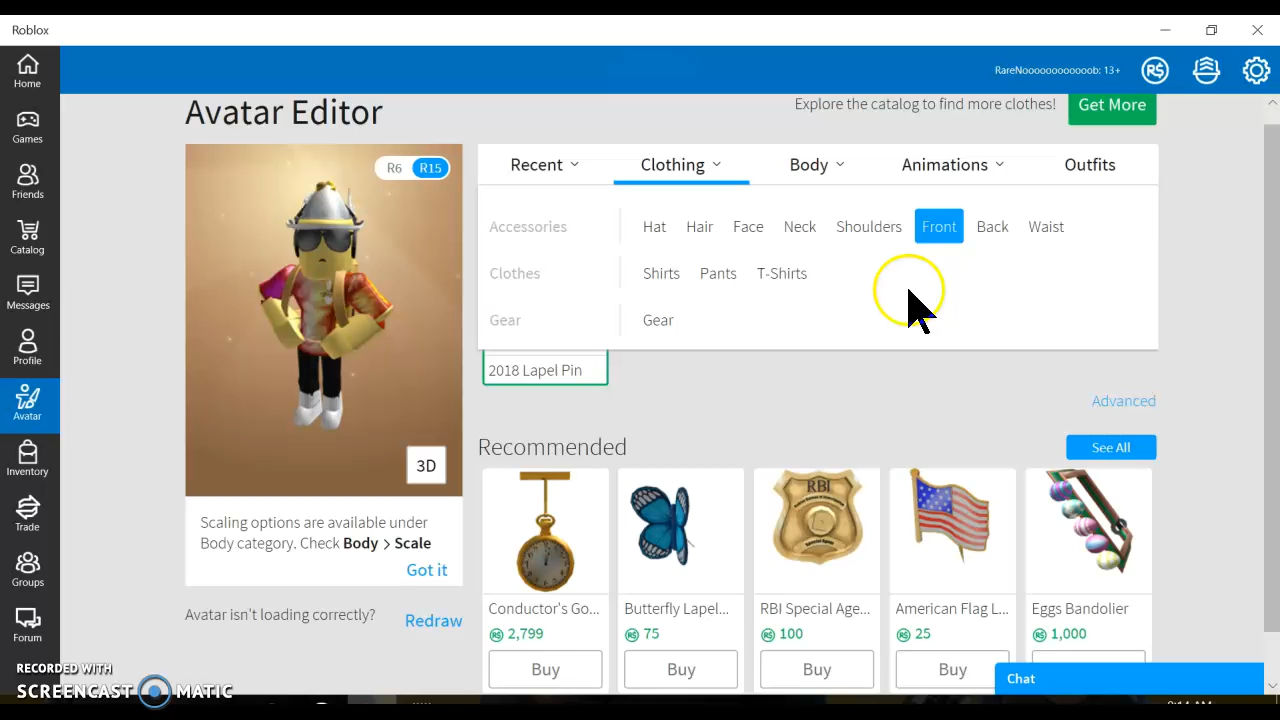 Roblox
RareNooooooooooob: 13+
Home
Games
Friends
Catalog
Messages
Profile
Avatar
Inventory
Trade
Groups
Forum
Avatar Editor
Explore the catalog to find more clothes!
Get More
R6 R15
3D
Scaling options are available under
Body category. Check Body > Scale
Got it
Avatar isn't loading correctly?
Redraw
Recent Clothing Body Animations Outfits
Accessories Hat Hair Face Neck Shoulders Front Back Waist
Clothes Shirts Pants T-Shirts
Gear Gear
2018 Lapel Pin
Advanced
Recommended
See All
RBI
Conductor's Go... Butterfly Lapel... RBI Special Age... American Flag L... Eggs Bandolier
R$ 2,799 R$ 75 R$ 100 R$ 25 R$ 1,000
Buy Buy Buy Buy
Chat
RECORDED WITH
SCREENCAST MATIC